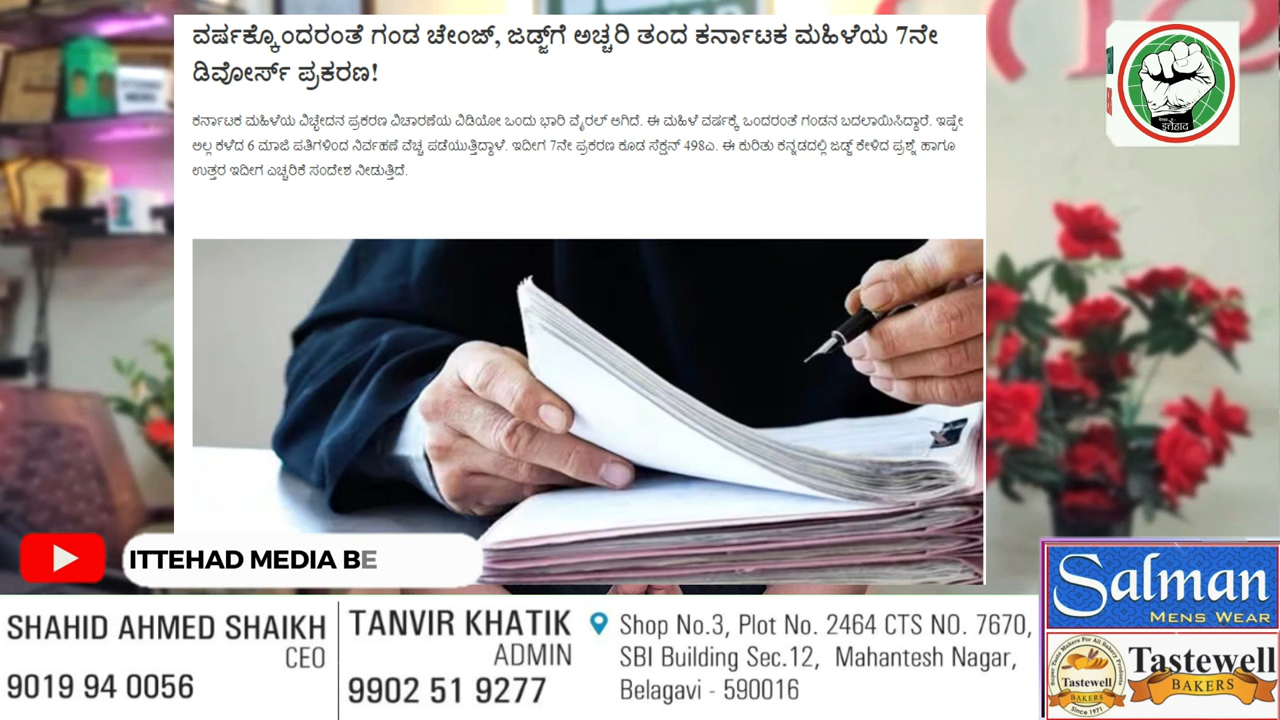 ವರ್ಷಕ್ಕೊಂದರಂತೆ ಗಂಡ ಚೇಂಜ್, ಜಿಡ್ಜ್‌ಗೆ ಅಚ್ಚರಿ ತಂದ ಕರ್ನಾಟಕ ಮಹಿಳೆಯ 7ನೇ
ಡಿವೋರ್ಸ್ ಪ್ರಕರಣ!
ಕರ್ನಾಟಕ ಮಹಿಳೆಯ ವಿಚ್ಛೇದನ ಪ್ರಕರಣ ವಿಚಾರಣೆಯ ವಿಡಿಯೋ ಒಂದು ಭಾರಿ ವೈರಲ್ ಆಗಿದೆ. ಈ ಮಹಿಳೆ ವರ್ಷಕ್ಕೆ ಒಂದರಂತೆ ಗಂಡನ ಬದಲಾಯಿಸಿದ್ದಾರೆ. ಇಷ್ಟೇ
ಅಲ್ಲ ಕಳೆದ 6 ಮಾಜಿ ಪತಿಗಳಿಂದ ನಿರ್ವಹಣೆ ವೆಚ್ಚ ಪಡೆಯುತ್ತಿದ್ದಾಳೆ. ಇದೀಗ 7ನೇ ಪ್ರಕರಣ ಕೂಡ ಸೆಕ್ಷನ್ 498ಎ. ಈ ಕುರಿತು ಕನ್ನಡದಲ್ಲಿ ಜಡ್ಜ್ ಕೇಳಿದ ಪ್ರಶ್ನೆ ಹಾಗೂ
ಉತ್ತರ ಇದೀಗ ಎಚ್ಚರಿಕೆ ಸಂದೇಶ ನೀಡುತ್ತಿದೆ.
इत्तेहाद
ITTEHAD MEDIA BE
SHAHID AHMED SHAIKH
CEO
9019 94 0056
TANVIR KHATIK
ADMIN
9902 51 9277
Shop No.3, Plot No. 2464 CTS NO. 7670,
SBI Building Sec.12, Mahantesh Nagar,
Belagavi - 590016
Salman
MENS WEAR
Tastewell
BAKERS
Since 1971
Tastewell
BAKERS